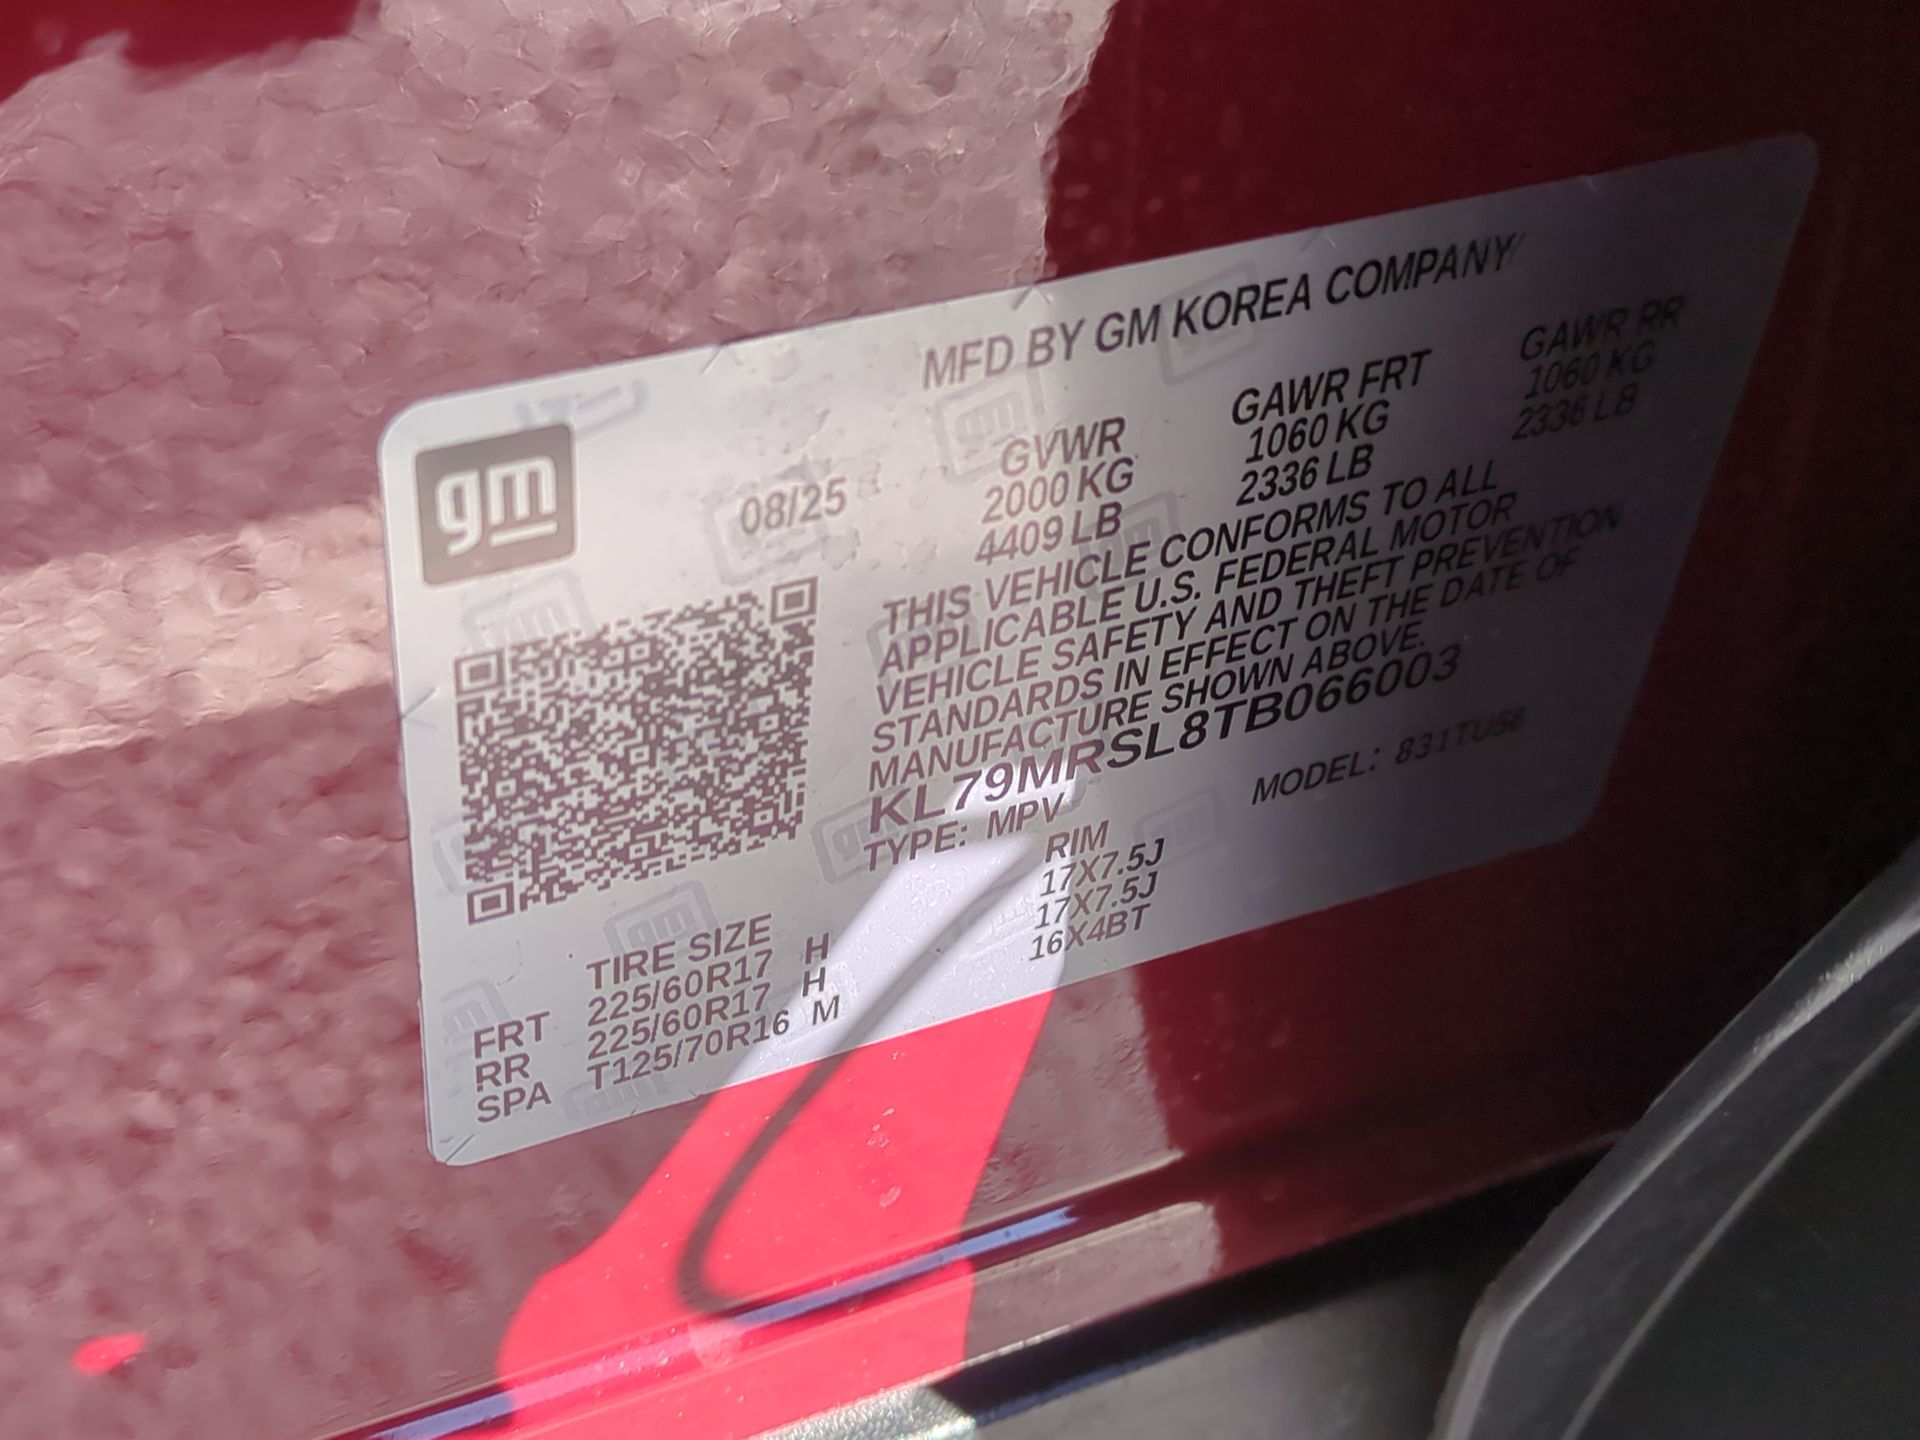 MFD BY GM KOREA COMPANY
gm
08/25
GVWR GAWR FRT GAWR RR
2000 KG 1060 KG 1060 KG
4409 LB 2336 LB 2336 LB
THIS VEHICLE CONFORMS TO ALL
APPLICABLE U.S. FEDERAL MOTOR
VEHICLE SAFETY AND THEFT PREVENTION
STANDARDS IN EFFECT ON THE DATE OF
MANUFACTURE SHOWN ABOVE.
KL79MRSL8TB066003
TYPE: MPV MODEL: 831TU56
TIRE SIZE RIM
FRT 225/60R17 H 17X7.5J
RR 225/60R17 H 17X7.5J
SPA T125/70R16 M 16X4BT